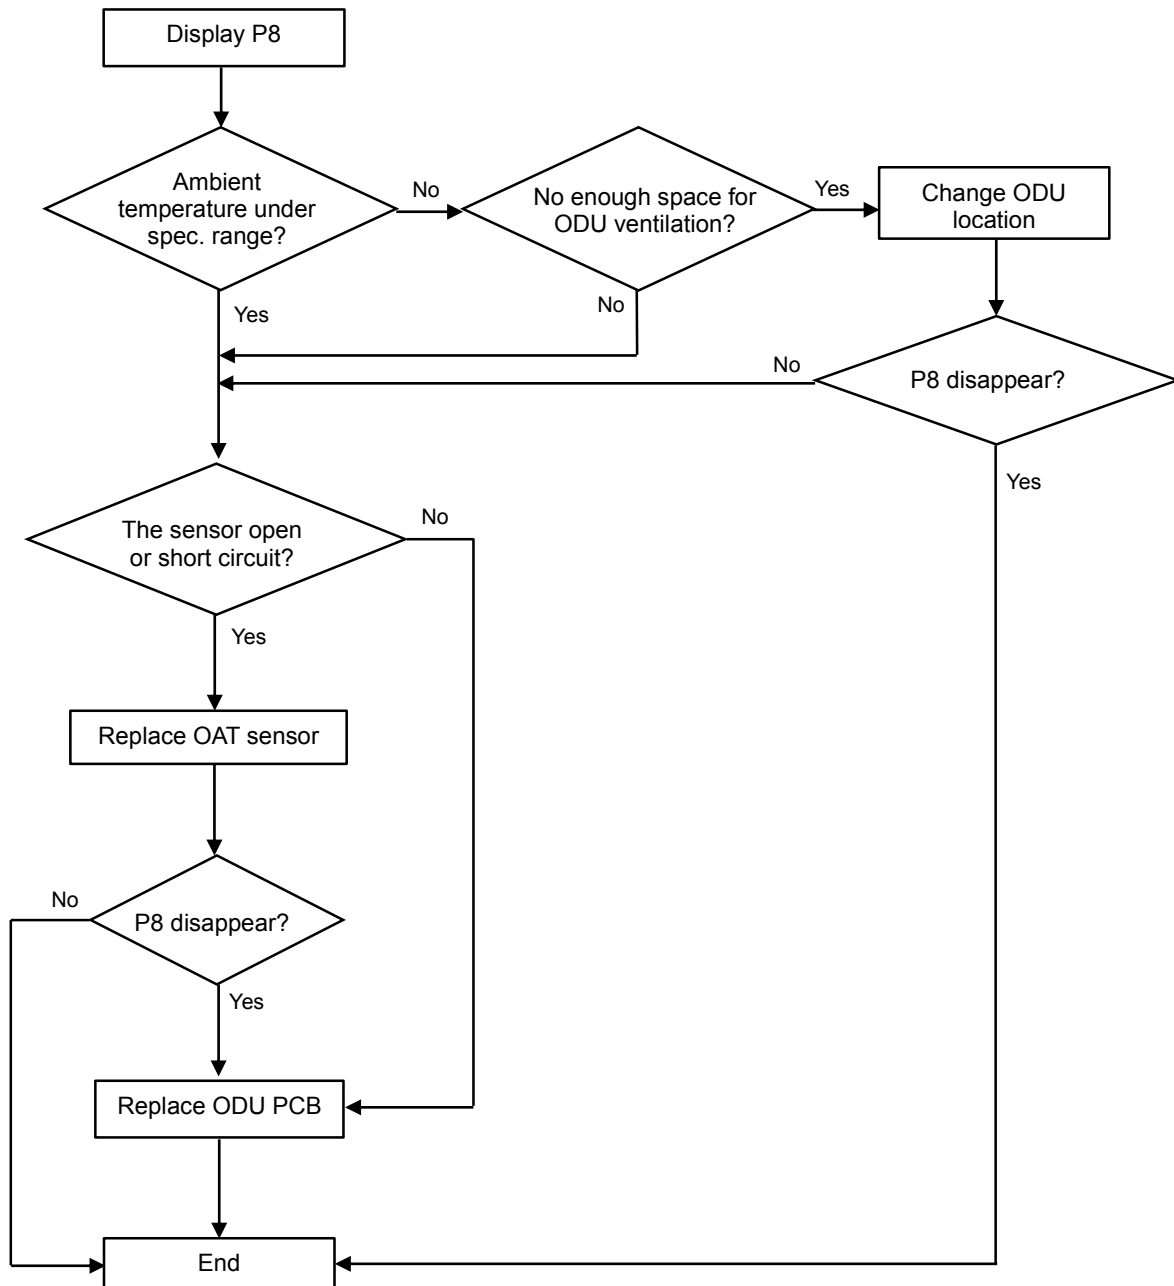 Display P8
Ambient
temperature under
spec. range?
No
No enough space for
ODU ventilation?
Yes
Change ODU
location
Yes
No
No
P8 disappear?
Yes
The sensor open
or short circuit?
No
Yes
Replace OAT sensor
No
P8 disappear?
Yes
Replace ODU PCB
End